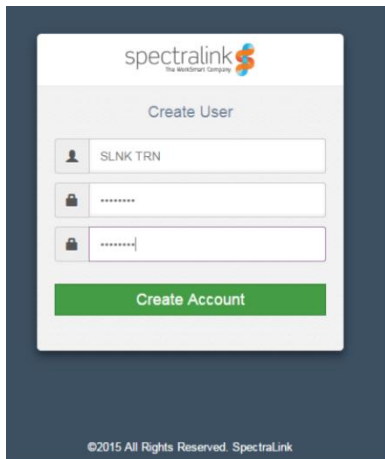 spectralink
The WorkSmart Company
Create User
SLNK TRN
••••••••
••••••••
Create Account
©2015 All Rights Reserved. SpectraLink